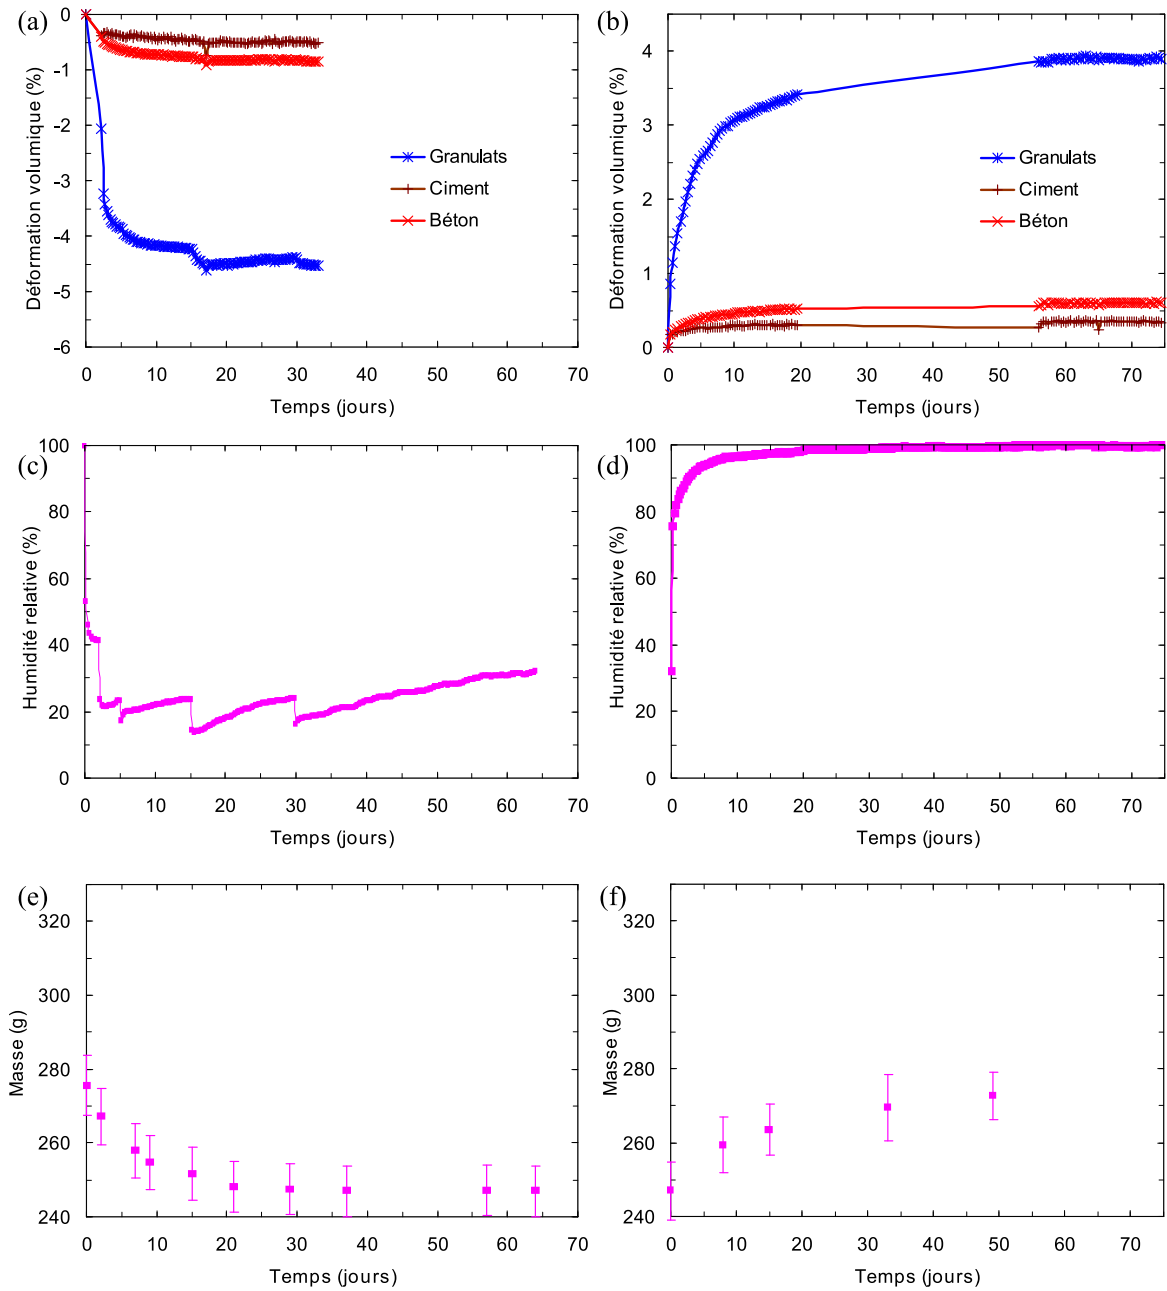 (a)
0
-1
-2
-3
-4
-5
-6
Déformation volumique (%)
Granulats
Ciment
Béton
0 10 20 30 40 50 60 70
Temps (jours)
(b)
4
3
2
1
0
Déformation volumique (%)
Granulats
Ciment
Béton
0 10 20 30 40 50 60 70
Temps (jours)
(c)
100
80
60
40
20
0
Humidité relative (%)
0 10 20 30 40 50 60 70
Temps (jours)
(d)
100
80
60
40
20
0
Humidité relative (%)
0 10 20 30 40 50 60 70
Temps (jours)
(e)
320
300
280
260
240
Masse (g)
0 10 20 30 40 50 60 70
Temps (jours)
(f)
320
300
280
260
240
Masse (g)
0 10 20 30 40 50 60 70
Temps (jours)